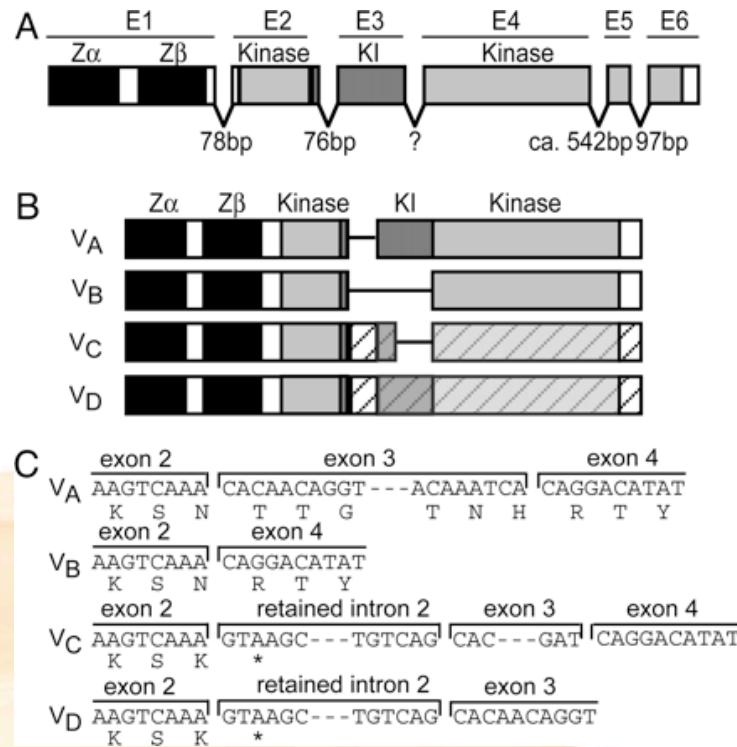 A E1 E2 E3 E4 E5 E6
Zα Zβ Kinase KI Kinase
78bp 76bp ? ca. 542bp 97bp
B Zα Zβ Kinase KI Kinase
VA
VB
VC
VD
C exon 2 exon 3 exon 4
VA AAGTCAAA CACAACAGGT---ACAAATCA CAGGACATAT
K S N T T G T N H R T Y
exon 2 exon 4
VB AAGTCAAA CAGGACATAT
K S N R T Y
exon 2 retained intron 2 exon 3 exon 4
VC AAGTCAAA GTAAGC---TGTCAG CAC---GAT CAGGACATAT
K S K *
exon 2 retained intron 2 exon 3
VD AAGTCAAA GTAAGC---TGTCAG CACAACAGGT
K S K *